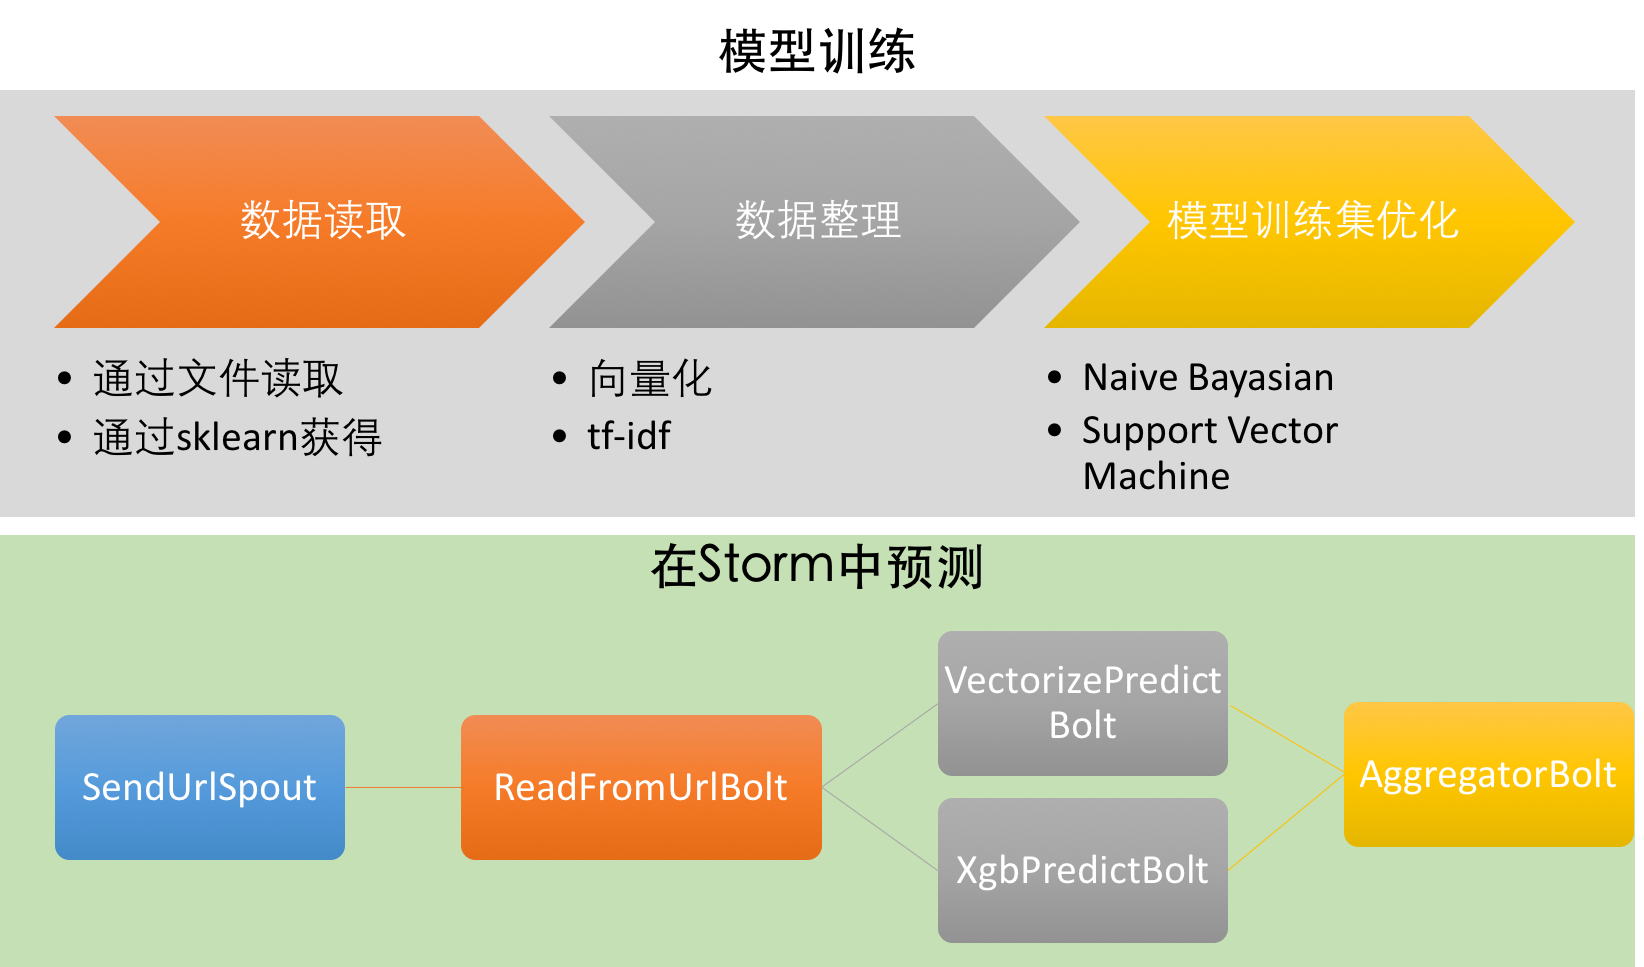 模型训练
数据读取
数据整理
模型训练集优化
• 通过文件读取
• 通过sklearn获得
• 向量化
• tf-idf
• Naive Bayasian
• Support Vector
Machine
在Storm中预测
SendUrlSpout
ReadFromUrlBolt
VectorizePredict
Bolt
XgbPredictBolt
AggregatorBolt